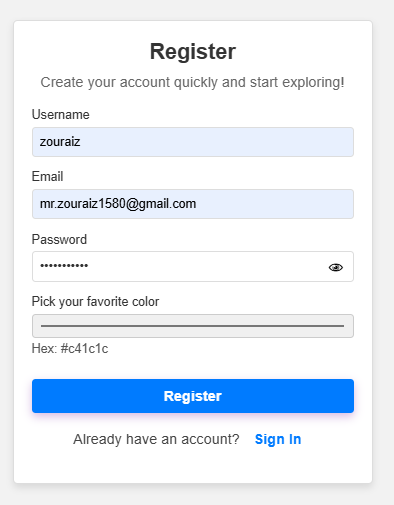 Register
Create your account quickly and start exploring!
Username
zouraiz
Email
mr.zouraiz1580@gmail.com
Password
•••••••••••
Pick your favorite color
Hex: #c41c1c
Register
Already have an account? Sign In